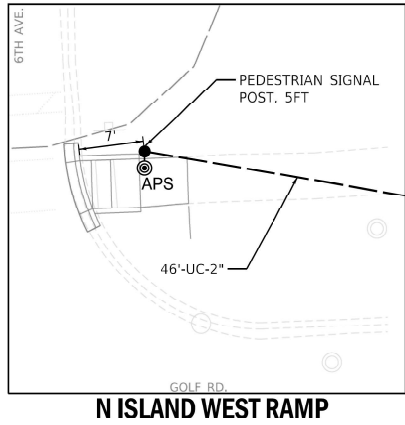 6TH AVE.
PEDESTRIAN SIGNAL
POST. 5FT
7'
APS
46'-UC-2"
GOLF RD.
N ISLAND WEST RAMP